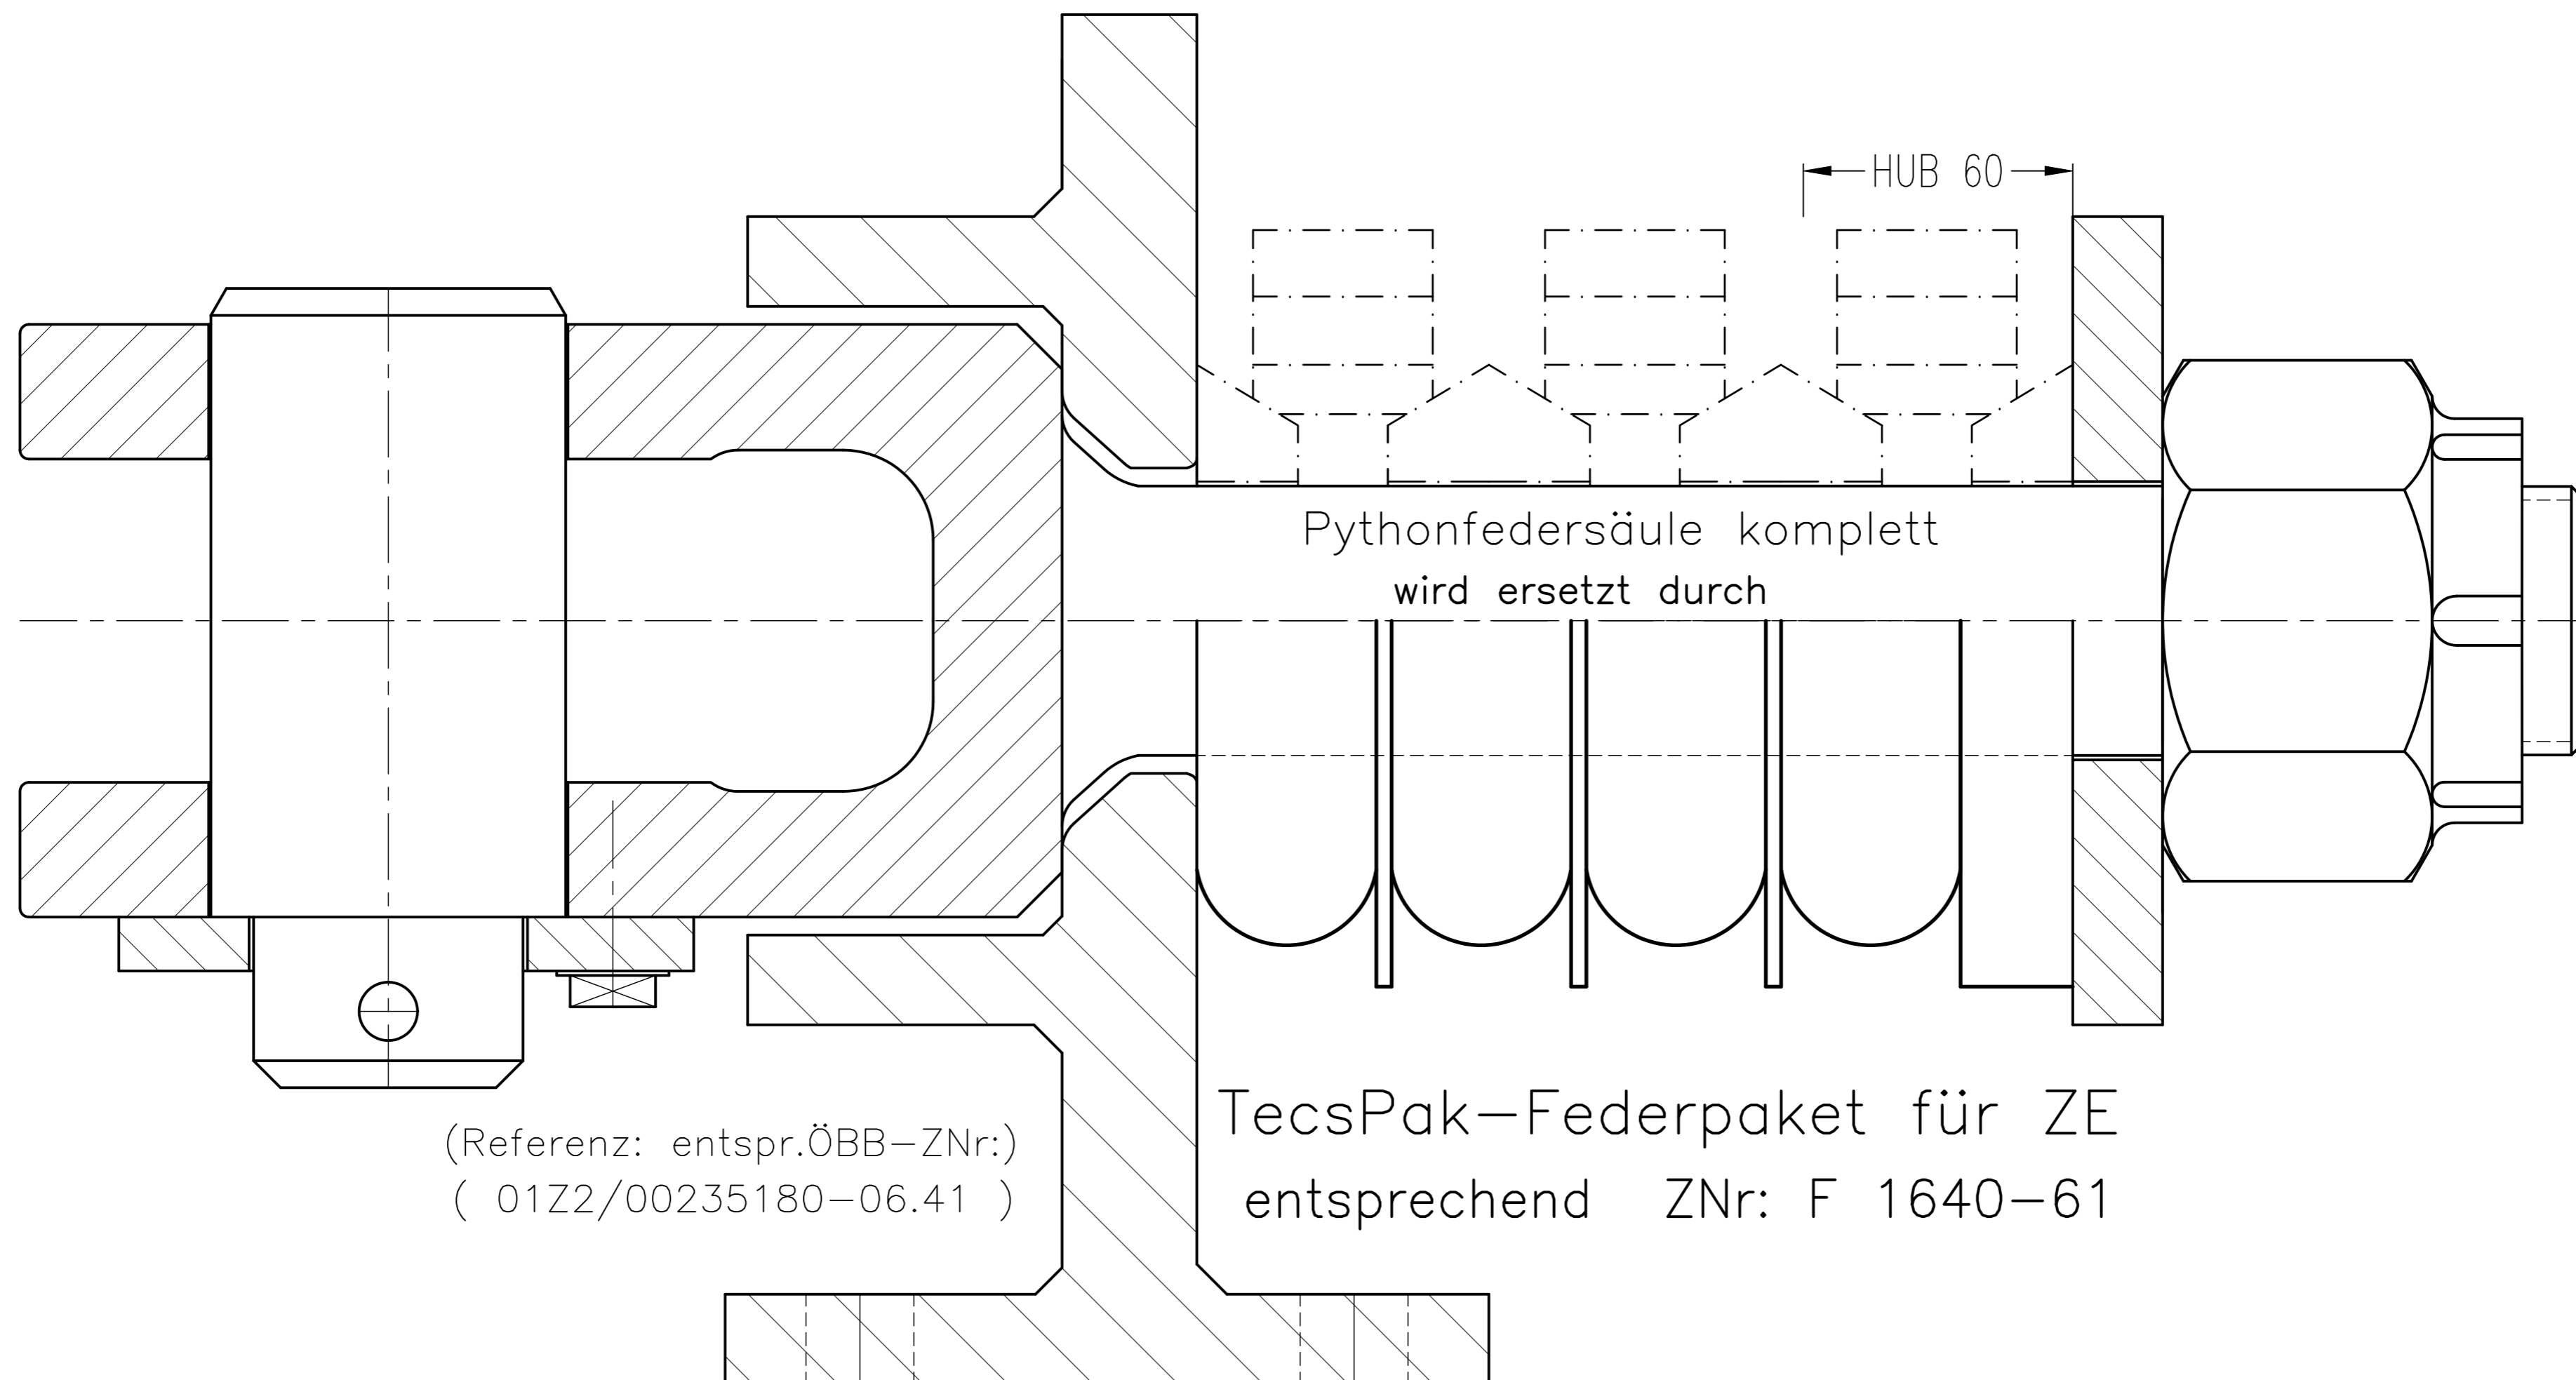 HUB 60
Pythonfedersäule komplett
wird ersetzt durch
TecsPak-Federpaket für ZE
entsprechend ZNr: F 1640-61
(Referenz: entspr.ÖBB-ZNr:)
( 01Z2/00235180-06.41 )